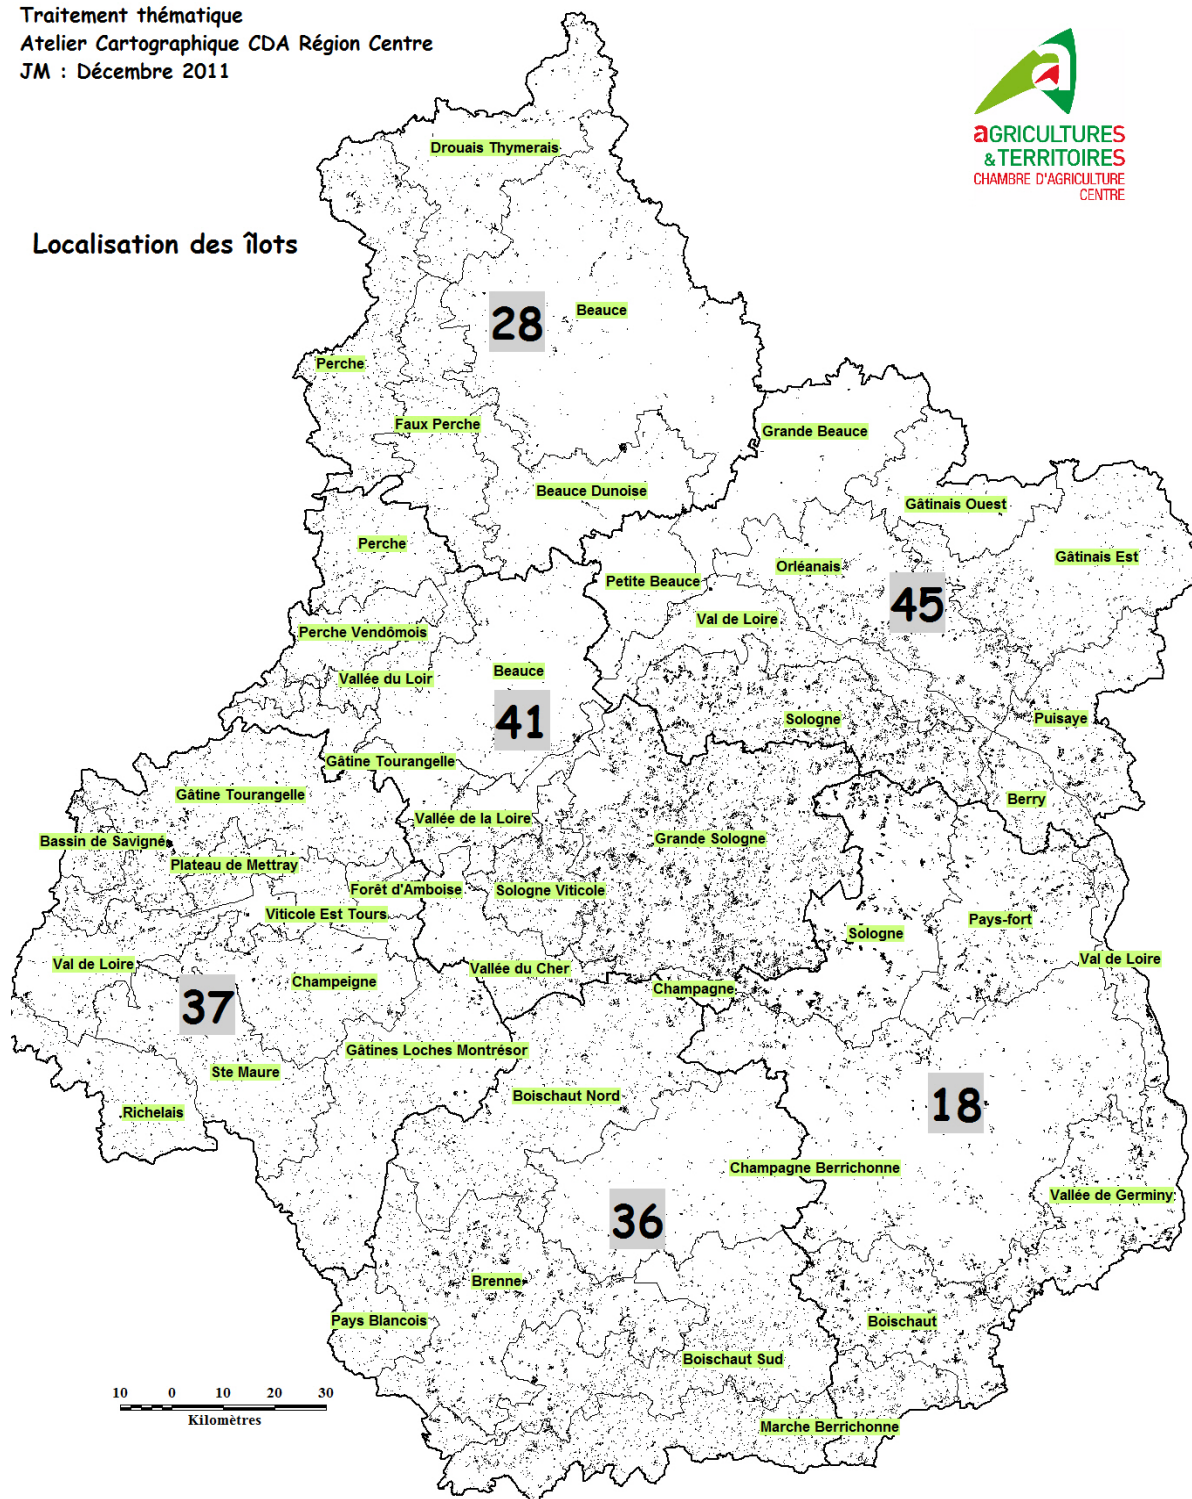 Traitement thématique
Atelier Cartographique CDA Région Centre
JM : Décembre 2011
aGRICULTURES
& TERRITOIRES
CHAMBRE D'AGRICULTURE
CENTRE
Localisation des îlots
Drouais Thymerais
28
Beauce
Perche
Faux Perche
Grande Beauce
Beauce Dunoise
Gâtinais Ouest
Perche
Gâtinais Est
Orléanais
Petite Beauce
45
Val de Loire
Perche Vendômois
Beauce
Vallée du Loir
41
Sologne
Puisaye
Gâtine Tourangelle
Gâtine Tourangelle
Berry
Vallée de la Loire
Bassin de Savigné
Grande Sologne
Plateau de Mettray
Forêt d'Amboise
Sologne Viticole
Viticole Est Tours
Pays-fort
Sologne
Val de Loire
Val de Loire
Vallée du Cher
Champeigne
Champagne
37
Gâtines Loches Montrésor
Ste Maure
Boischaut Nord
18
Richelais
Champagne Berrichonne
Vallée de Germiny
36
Brenne
Pays Blancois
Boischaut
Boischaut Sud
10 0 10 20 30
Kilomètres
Marche Berrichonne